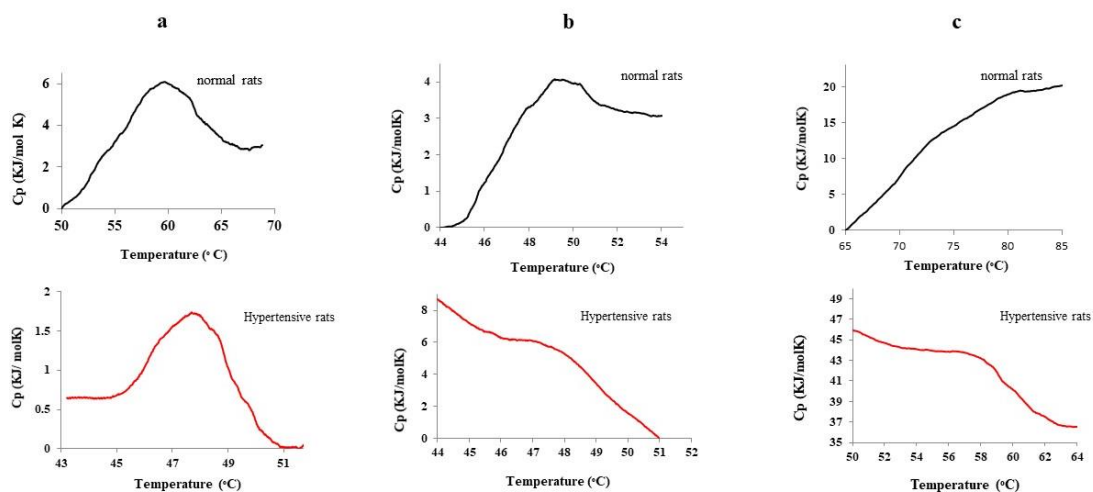 a
normal rats
Cp (KJ/mol K)
6
4
2
0
50 55 60 65 70
Temperature (o C)
b
normal rats
Cp (KJ/molK)
4
3
2
1
0
44 46 48 50 52 54
Temperature (oC)
c
normal rats
Cp (KJ/molK)
20
15
10
5
0
65 70 75 80 85
Temperature (oC)
Hypertensive rats
Cp (KJ/ molK)
2
1.5
1
0.5
0
43 45 47 49 51
Temperature (oC)
Hypertensive rats
Cp (KJ/molK)
8
6
4
2
0
44 45 46 47 48 49 50 51 52
Temperature (oC)
Hypertensive rats
Cp (KJ/molK)
49
47
45
43
41
39
37
35
50 52 54 56 58 60 62 64
Temperature (oC)